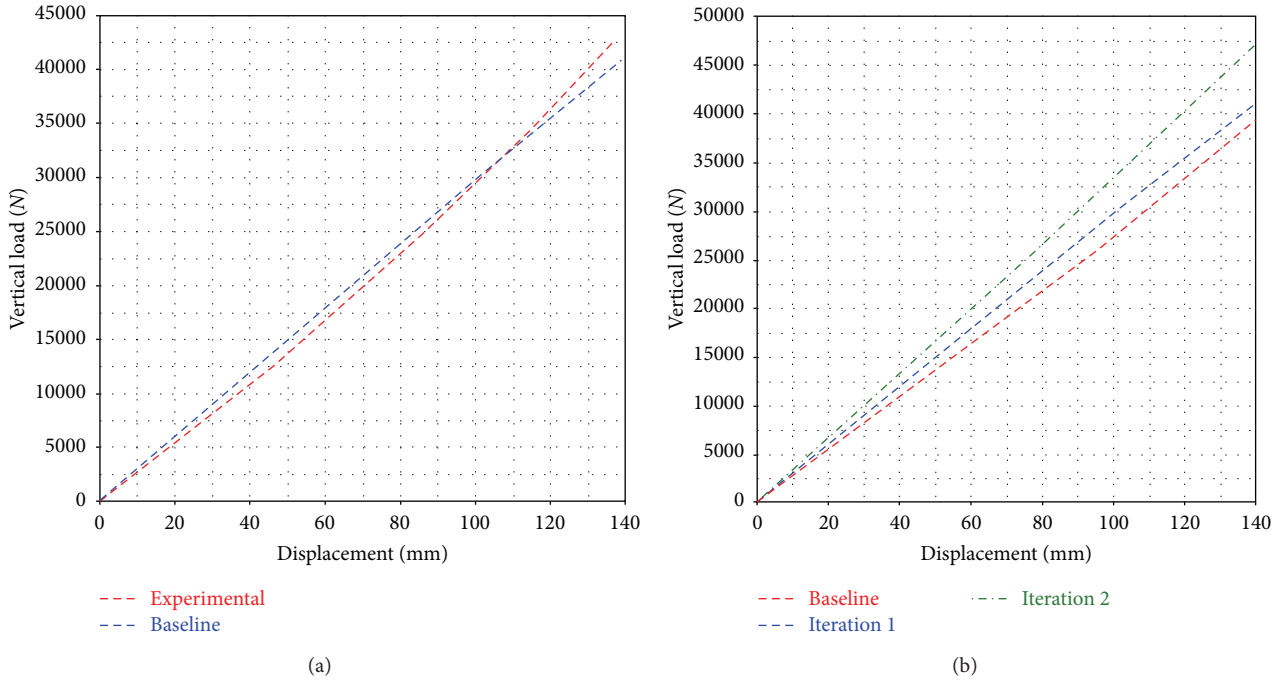 45000
40000
35000
30000
25000
20000
15000
10000
5000
0
Vertical load (N)
0 20 40 60 80 100 120 140
Displacement (mm)
Experimental
Baseline
(a)
50000
45000
40000
35000
30000
25000
20000
15000
10000
5000
0
Vertical load (N)
0 20 40 60 80 100 120 140
Displacement (mm)
Baseline
Iteration 2
Iteration 1
(b)